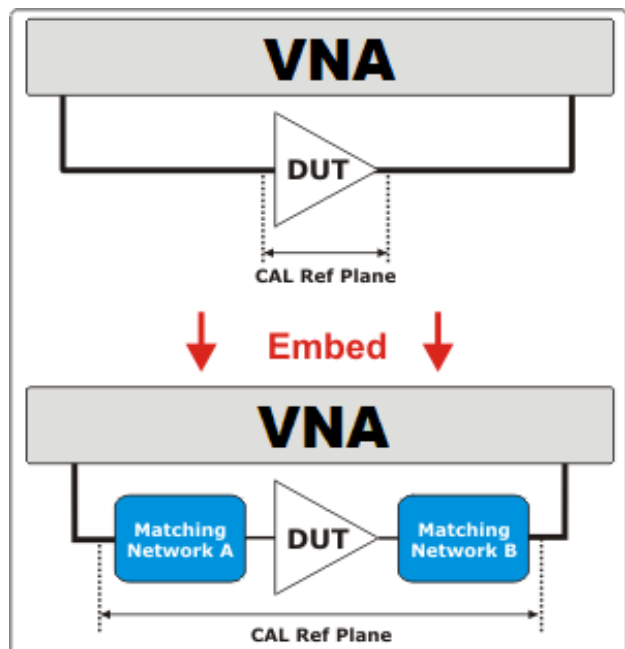 VNA
DUT
CAL Ref Plane
Embed
VNA
Matching
Network A
DUT
Matching
Network B
CAL Ref Plane